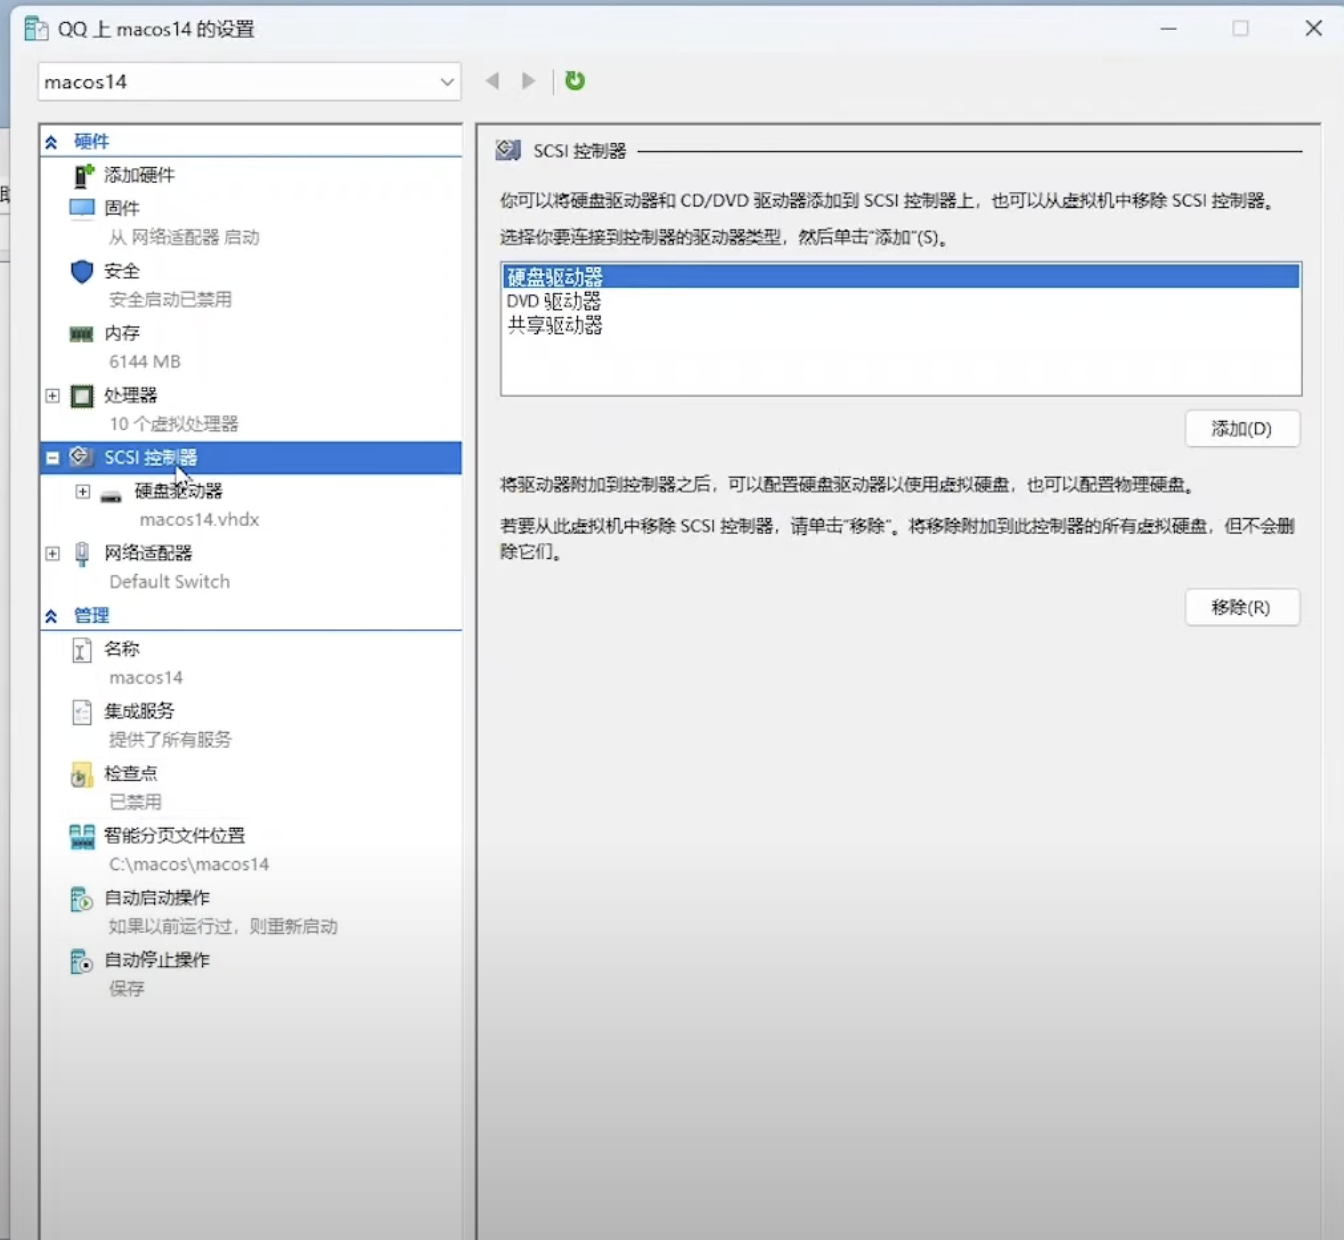 QQ 上 macos14 的设置
macos14
硬件
添加硬件
固件
从 网络适配器 启动
安全
安全启动已禁用
内存
6144 MB
处理器
10 个虚拟处理器
SCSI 控制器
硬盘驱动器
macos14.vhdx
网络适配器
Default Switch
管理
名称
macos14
集成服务
提供了所有服务
检查点
已禁用
智能分页文件位置
C:\macos\macos14
自动启动操作
如果以前运行过，则重新启动
自动停止操作
保存
SCSI 控制器
你可以将硬盘驱动器和 CD/DVD 驱动器添加到 SCSI 控制器上，也可以从虚拟机中移除 SCSI 控制器。
选择你要连接到控制器的驱动器类型，然后单击“添加”(S)。
硬盘驱动器
DVD 驱动器
共享驱动器
添加(D)
将驱动器附加到控制器之后，可以配置硬盘驱动器以使用虚拟硬盘，也可以配置物理硬盘。
若要从此虚拟机中移除 SCSI 控制器，请单击“移除”。将移除附加到此控制器的所有虚拟硬盘，但不会删
除它们。
移除(R)